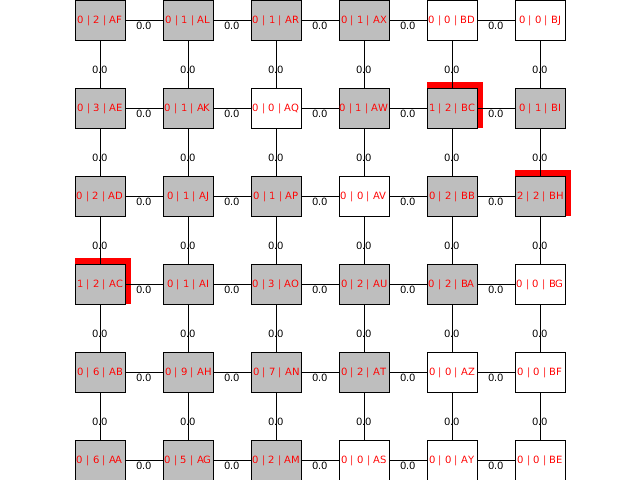 0 | 2 | AF 0.0 0 | 1 | AL 0.0 0 | 1 | AR 0.0 0 | 1 | AX 0.0 0 | 0 | BD 0.0 0 | 0 | BJ
0.0 0.0 0.0 0.0 0.0 0.0
0 | 3 | AE 0.0 0 | 1 | AK 0.0 0 | 0 | AQ 0.0 0 | 1 | AW 0.0 1 | 2 | BC 0.0 0 | 1 | BI
0.0 0.0 0.0 0.0 0.0 0.0
0 | 2 | AD 0.0 0 | 1 | AJ 0.0 0 | 1 | AP 0.0 0 | 0 | AV 0.0 0 | 2 | BB 0.0 2 | 2 | BH
0.0 0.0 0.0 0.0 0.0 0.0
1 | 2 | AC 0.0 0 | 1 | AI 0.0 0 | 3 | AO 0.0 0 | 2 | AU 0.0 0 | 2 | BA 0.0 0 | 0 | BG
0.0 0.0 0.0 0.0 0.0 0.0
0 | 6 | AB 0.0 0 | 9 | AH 0.0 0 | 7 | AN 0.0 0 | 2 | AT 0.0 0 | 0 | AZ 0.0 0 | 0 | BF
0.0 0.0 0.0 0.0 0.0 0.0
0 | 6 | AA 0.0 0 | 5 | AG 0.0 0 | 2 | AM 0.0 0 | 0 | AS 0.0 0 | 0 | AY 0.0 0 | 0 | BE